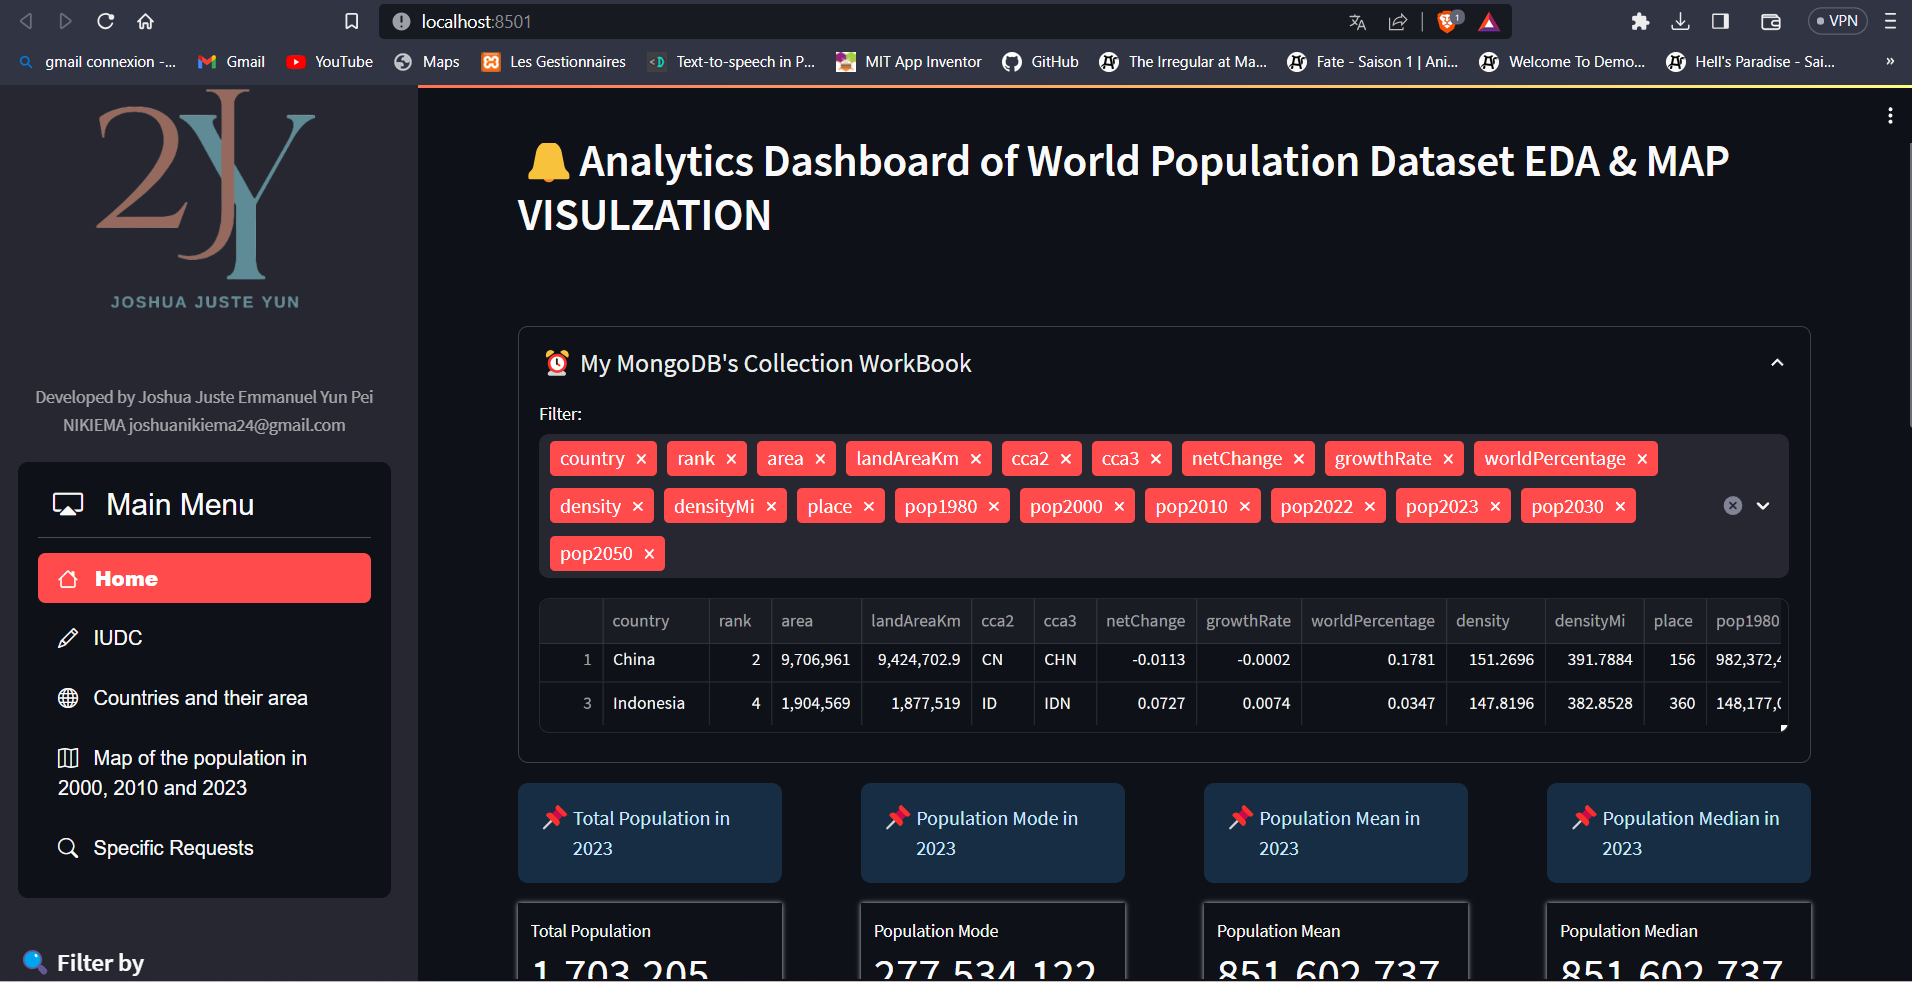 localhost:8501
1
VPN
gmail connexion -...
Gmail
YouTube
Maps
Les Gestionnaires
Text-to-speech in P...
MIT App Inventor
GitHub
The Irregular at Ma...
Fate - Saison 1 | Ani...
Welcome To Demo...
Hell's Paradise - Sai...
»
2JY
JOSHUA JUSTE YUN
Developed by Joshua Juste Emmanuel Yun Pei
NIKIEMA joshuanikiema24@gmail.com
Main Menu
Home
IUDC
Countries and their area
Map of the population in
2000, 2010 and 2023
Specific Requests
Filter by
Analytics Dashboard of World Population Dataset EDA & MAP
VISULZATION
My MongoDB's Collection WorkBook
Filter:
country × rank × area × landAreaKm × cca2 × cca3 × netChange × growthRate × worldPercentage ×
density × densityMi × place × pop1980 × pop2000 × pop2010 × pop2022 × pop2023 × pop2030 ×
pop2050 ×
country rank area landAreaKm cca2 cca3 netChange growthRate worldPercentage density densityMi place pop1980
1 China 2 9,706,961 9,424,702.9 CN CHN -0.0113 -0.0002 0.1781 151.2696 391.7884 156 982,372,4
3 Indonesia 4 1,904,569 1,877,519 ID IDN 0.0727 0.0074 0.0347 147.8196 382.8528 360 148,177,0
Total Population in
2023
Population Mode in
2023
Population Mean in
2023
Population Median in
2023
Total Population
1,703,205
Population Mode
277,534,122
Population Mean
851,602,737
Population Median
851,602,737